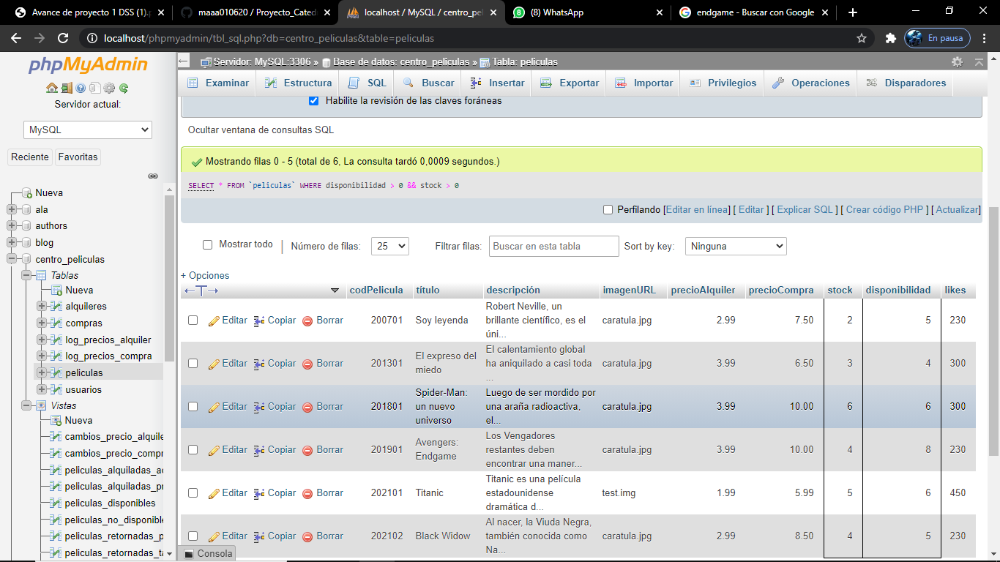 Avance de proyecto 1 DSS (1).p
maaa010620 / Proyecto_Cated
localhost / MySQL / centro_pel
(8) WhatsApp
endgame - Buscar con Google
localhost/phpmyadmin/tbl_sql.php?db=centro_peliculas&table=peliculas
En pausa
phpMyAdmin
Servidor actual:
MySQL
Reciente
Favoritas
Nueva
ala
authors
blog
centro_peliculas
Tablas
Nueva
alquileres
compras
log_precios_alquiler
log_precios_compra
peliculas
usuarios
Vistas
Nueva
cambios_precio_alquile
cambios_precio_compr
peliculas_alquiladas_ac
peliculas_alquiladas_pr
peliculas_disponibles
peliculas_no_disponible
peliculas_retornadas_p
peliculas_retornadas_ta
Servidor: MySQL:3306 » Base de datos: centro_peliculas » Tabla: peliculas
Examinar Estructura SQL Buscar Insertar Exportar Importar Privilegios Operaciones Disparadores
Habilite la revisión de las claves foráneas
Ocultar ventana de consultas SQL
Mostrando filas 0 - 5 (total de 6, La consulta tardó 0,0009 segundos.)
SELECT * FROM `peliculas` WHERE disponibilidad > 0 && stock > 0
Perfilando [Editar en línea] [ Editar ] [ Explicar SQL ] [ Crear código PHP ] [ Actualizar]
Mostrar todo | Número de filas: 25 Filtrar filas: Buscar en esta tabla Sort by key: Ninguna
+ Opciones
←T→ codPelicula título descripción imagenURL precioAlquiler precioCompra stock disponibilidad likes
Robert Neville, un
Editar Copiar Borrar 200701 Soy leyenda brillante científico, es el caratula.jpg 2.99 7.50 2 5 230
úni...
El calentamiento global
Editar Copiar Borrar 201301 El expreso del miedo ha aniquilado a casi toda caratula.jpg 3.99 6.50 3 4 300
...
Spider-Man: Luego de ser mordido por
Editar Copiar Borrar 201801 un nuevo una araña radioactiva, caratula.jpg 3.99 10.00 6 6 300
universo el...
Los Vengadores
Editar Copiar Borrar 201901 Avengers: Endgame restantes deben caratula.jpg 3.99 10.00 4 8 230
encontrar una maner...
Titanic es una película
Editar Copiar Borrar 202101 Titanic estadounidense test.img 1.99 5.99 5 6 450
dramática d...
Al nacer, la Viuda Negra,
Editar Copiar Borrar 202102 Black Widow también conocida como caratula.jpg 2.99 8.50 4 5 230
Na...
Consola